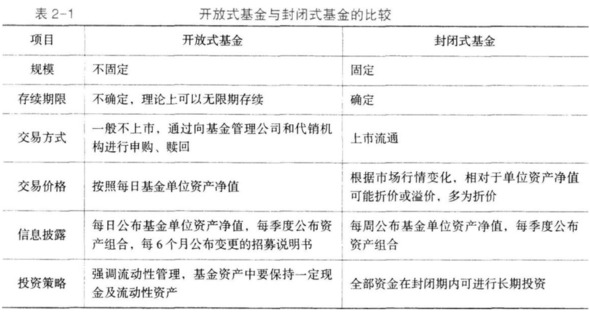 表 2-1 开放式基金与封闭式基金的比较
项目 开放式基金 封闭式基金
规模 不固定 固定
存续期限 不确定，理论上可以无限期存续 确定
交易方式 一般不上市，通过向基金管理公司和代销机 上市流通
构进行申购、赎回
交易价格 按照每日基金单位资产净值 根据市场行情变化，相对于单位资产净值
可能折价或溢价，多为折价
信息披露 每日公布基金单位资产净值，每季度公布资 每周公布基金单位资产净值，每季度公布
产组合，每 6 个月公布变更的招募说明书 资产组合
投资策略 强调流动性管理，基金资产中要保持一定现 全部资金在封闭期内可进行长期投资
金及流动性资产